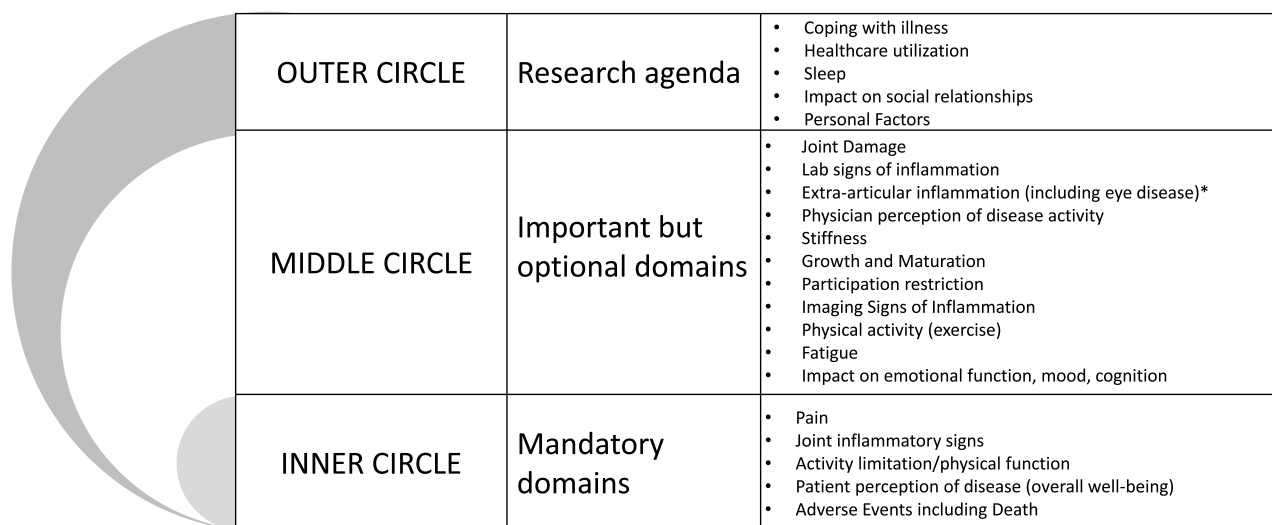 OUTER CIRCLE
Research agenda
• Coping with illness
• Healthcare utilization
• Sleep
• Impact on social relationships
• Personal Factors
MIDDLE CIRCLE
Important but
optional domains
• Joint Damage
• Lab signs of inflammation
• Extra-articular inflammation (including eye disease)*
• Physician perception of disease activity
• Stiffness
• Growth and Maturation
• Participation restriction
• Imaging Signs of Inflammation
• Physical activity (exercise)
• Fatigue
• Impact on emotional function, mood, cognition
INNER CIRCLE
Mandatory
domains
• Pain
• Joint inflammatory signs
• Activity limitation/physical function
• Patient perception of disease (overall well-being)
• Adverse Events including Death